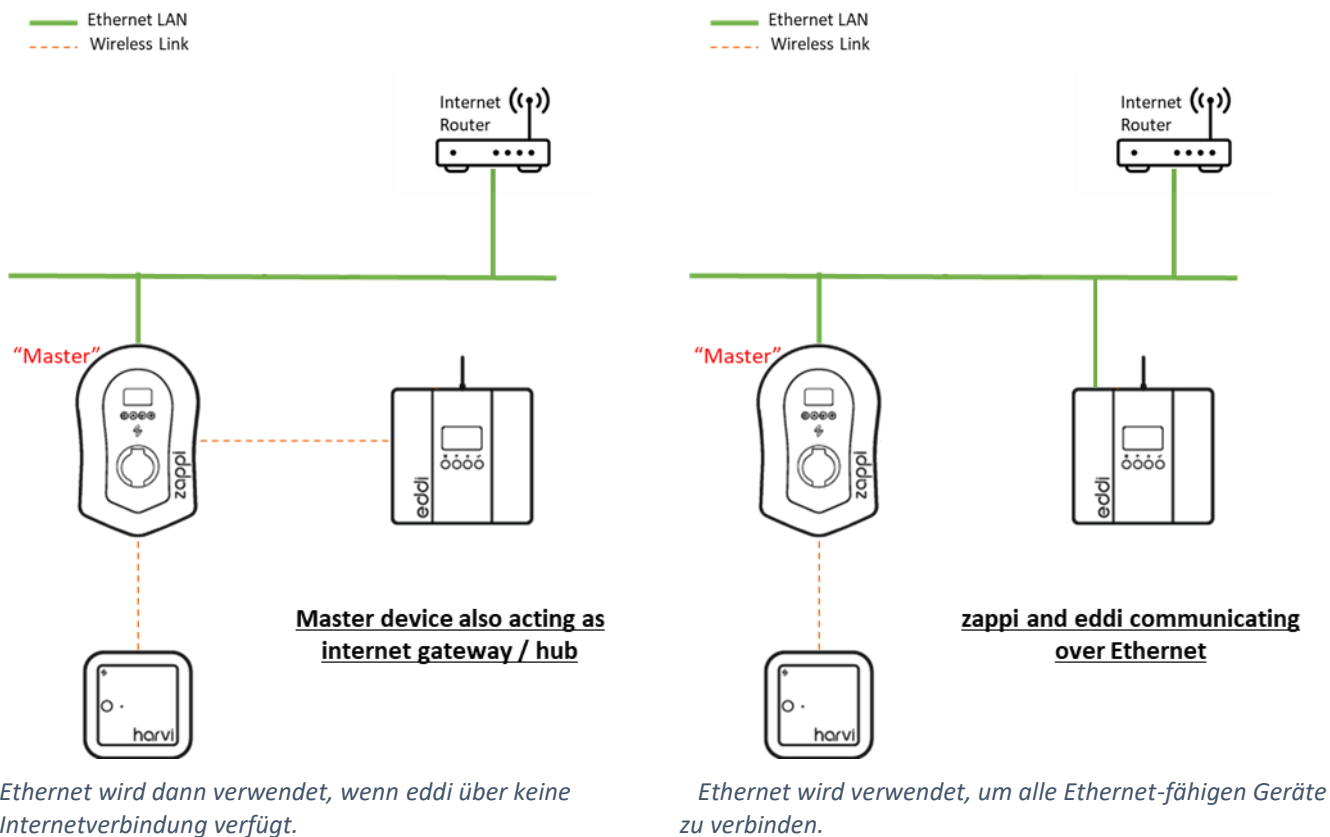 Ethernet LAN
Wireless Link
Internet
Router
"Master"
zappi
eddi
harvi
Master device also acting as
internet gateway / hub
Ethernet wird dann verwendet, wenn eddi über keine
Internetverbindung verfügt.
Ethernet LAN
Wireless Link
Internet
Router
"Master"
zappi
eddi
harvi
zappi and eddi communicating
over Ethernet
Ethernet wird verwendet, um alle Ethernet-fähigen Geräte
zu verbinden.